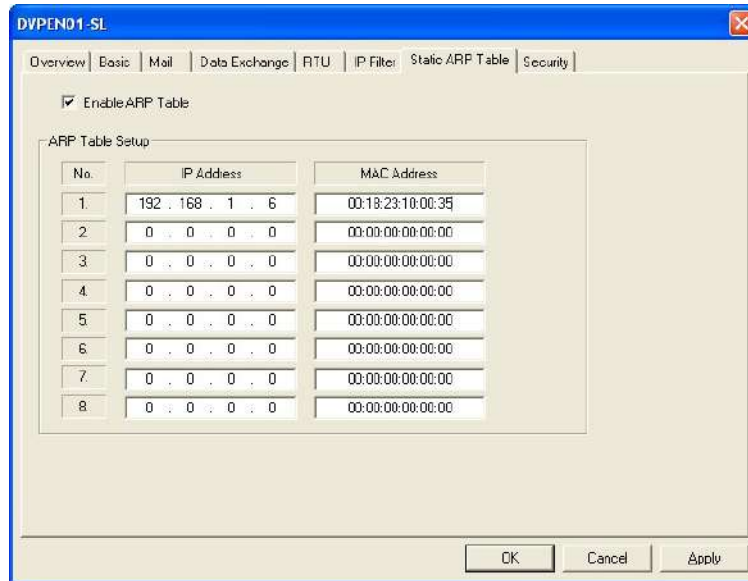 DVPEN01-SL
Overview Basic Mail Data Exchange RTU IP Filter Static ARP Table Security
Enable ARP Table
ARP Table Setup
No. IP Address MAC Address
1. 192 . 168 . 1 . 6 00:18:23:10:00:35
2. 0 . 0 . 0 . 0 00:00:00:00:00:00
3. 0 . 0 . 0 . 0 00:00:00:00:00:00
4. 0 . 0 . 0 . 0 00:00:00:00:00:00
5. 0 . 0 . 0 . 0 00:00:00:00:00:00
6. 0 . 0 . 0 . 0 00:00:00:00:00:00
7. 0 . 0 . 0 . 0 00:00:00:00:00:00
8. 0 . 0 . 0 . 0 00:00:00:00:00:00
OK Cancel Apply